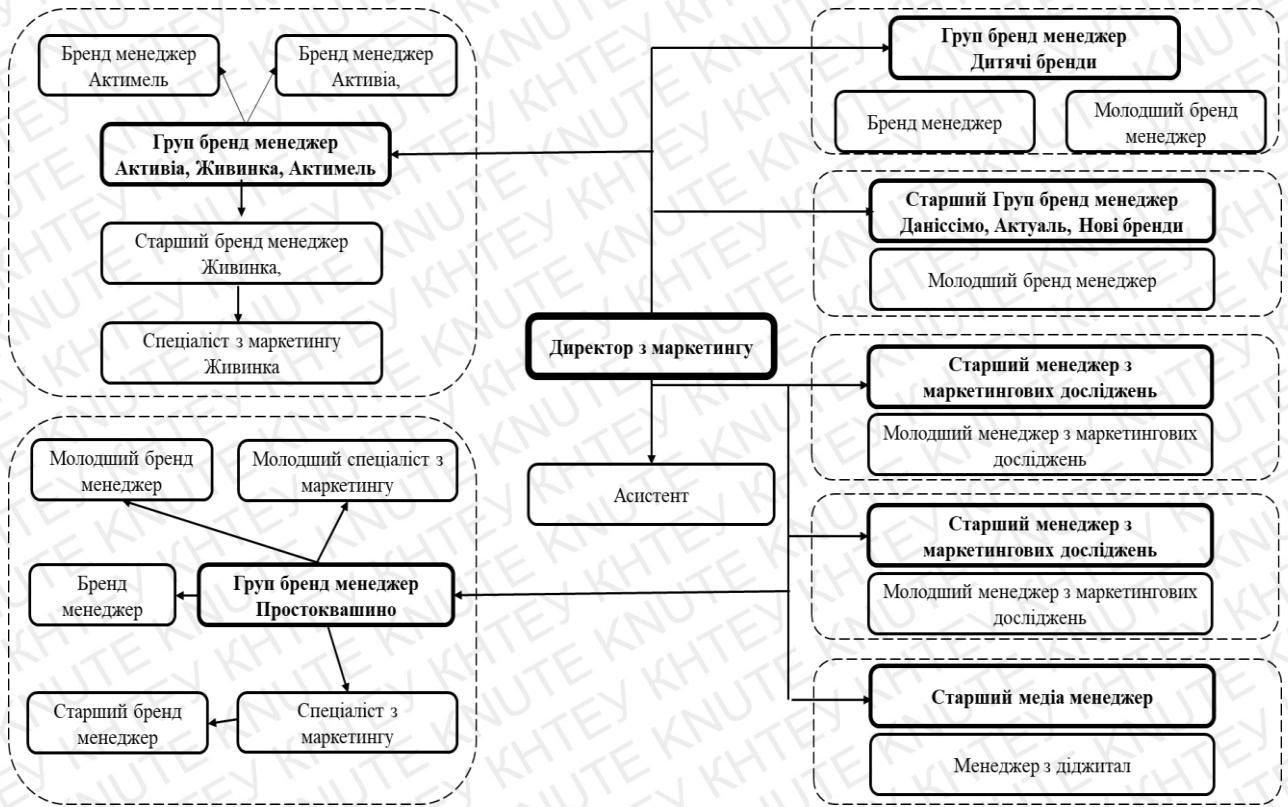 Бренд менеджер
Актимель
Бренд менеджер
Активіа,
Груп бренд менеджер
Активіа, Живинка, Актимель
Старший бренд менеджер
Живинка,
Спеціаліст з маркетингу
Живинка
Молодший бренд
менеджер
Молодший спеціаліст з
маркетингу
Бренд
менеджер
Груп бренд менеджер
Простоквашино
Старший бренд
менеджер
Спеціаліст з
маркетингу
Директор з маркетингу
Асистент
Груп бренд менеджер
Дитячі бренди
Бренд менеджер
Молодший бренд
менеджер
Старший Груп бренд менеджер
Даніссімо, Актуаль, Нові бренди
Молодший бренд менеджер
Старший менеджер з
маркетингових досліджень
Молодший менеджер з маркетингових
досліджень
Старший менеджер з
маркетингових досліджень
Молодший менеджер з маркетингових
досліджень
Старший медіа менеджер
Менеджер з діджитал